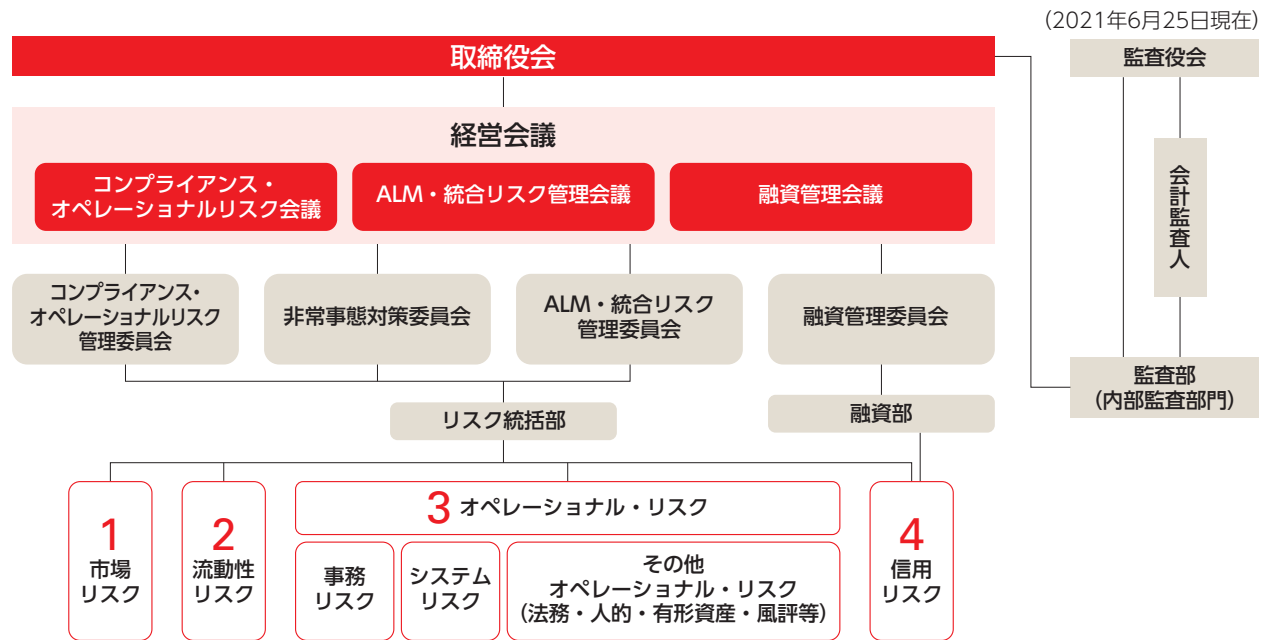 （2021年6月25日現在）
取締役会
監査役会
経営会議
コンプライアンス・
オペレーショナルリスク会議
ALM・統合リスク管理会議
融資管理会議
会計監査人
コンプライアンス・
オペレーショナルリスク
管理委員会
非常事態対策委員会
ALM・統合リスク
管理委員会
融資管理委員会
監査部
（内部監査部門）
リスク統括部
融資部
1
市場
リスク
2
流動性
リスク
3 オペレーショナル・リスク
事務
リスク
システム
リスク
その他
オペレーショナル・リスク
（法務・人的・有形資産・風評等）
4
信用
リスク